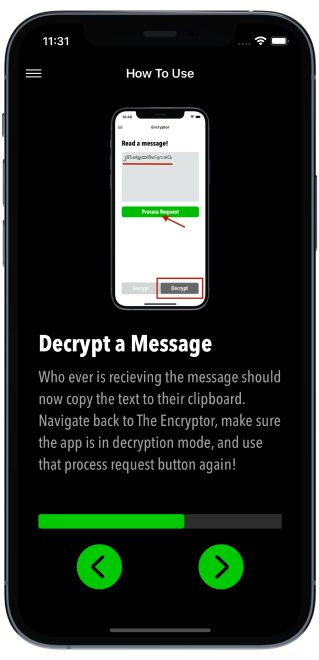 11:31
How To Use
Encryptor
Read a message!
Process Request
Encrypt
Decrypt
Decrypt a Message
Who ever is recieving the message should
now copy the text to their clipboard.
Navigate back to The Encryptor, make sure
the app is in decryption mode, and use
that process request button again!